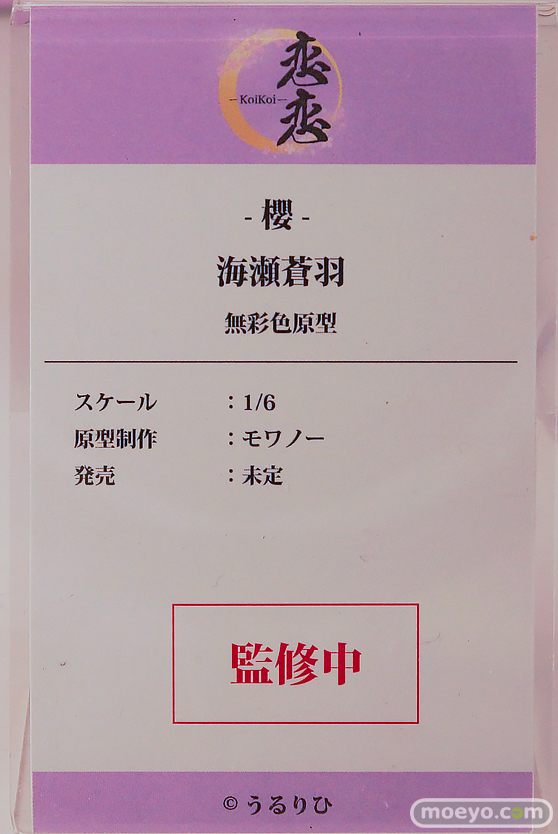 恋恋
-KoiKoi-
- 櫻 -
海瀬蒼羽
無彩色原型
スケール：1/6
原型制作：モワノー
発売：未定
監修中
© うるりひ
moeyo.com